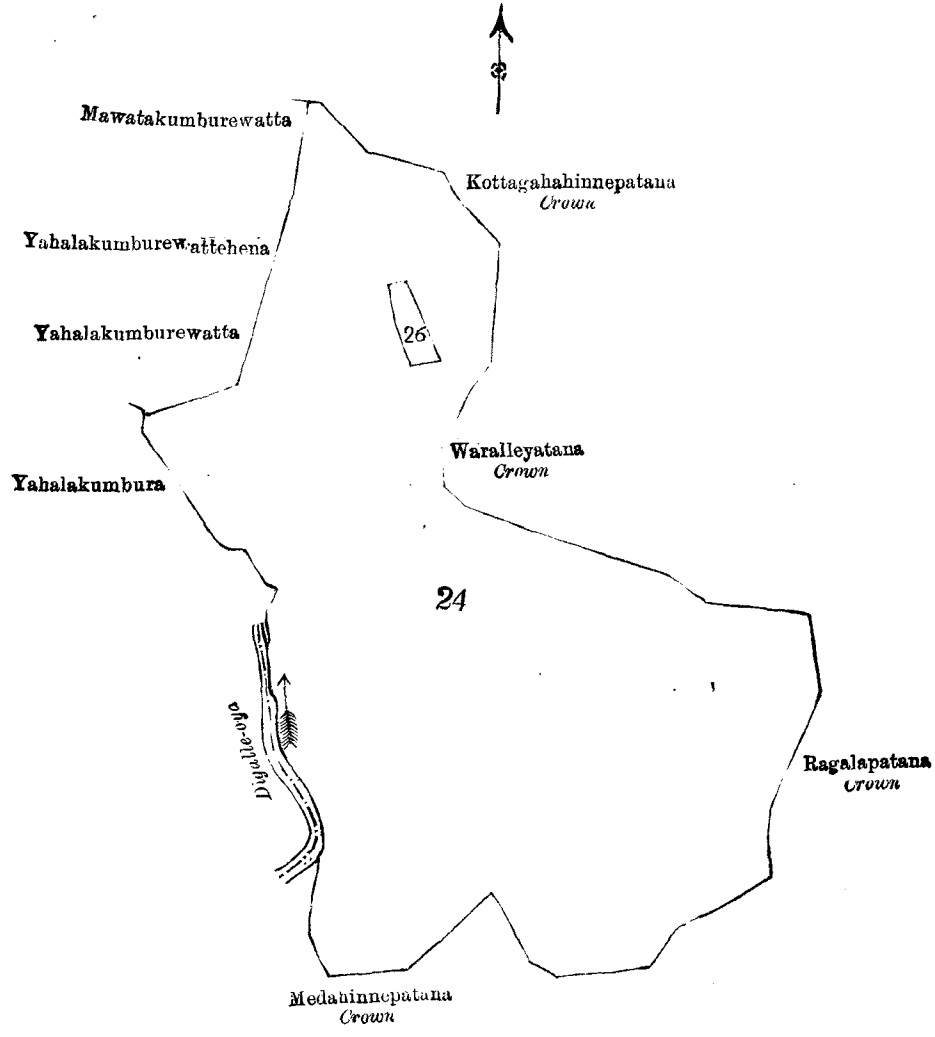 Mawatakumburewatta
Kottagahahinnepatana
Crown
Yahalakumburewattehena
Yahalakumburewatta
26
Waralleyatana
Crown
Yahalakumbura
24
Diyalle-oya
Ragalapatana
Crown
Medahinnepatana
Crown